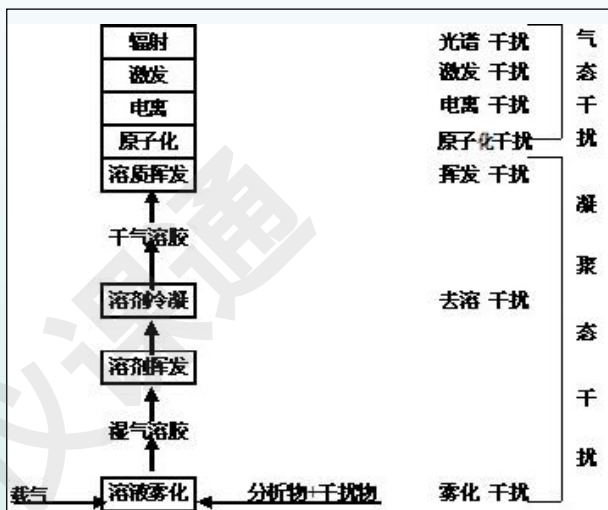 辐射 光谱 干扰
激发 激发 干扰
电离 电离 干扰
原子化 原子化干扰
溶质挥发 挥发 干扰
干气溶胶
溶剂冷凝 去溶 干扰
溶剂挥发
湿气溶胶
载气 溶液雾化 分析物+干扰物 雾化 干扰
气态干扰
凝聚态干扰
仪课通